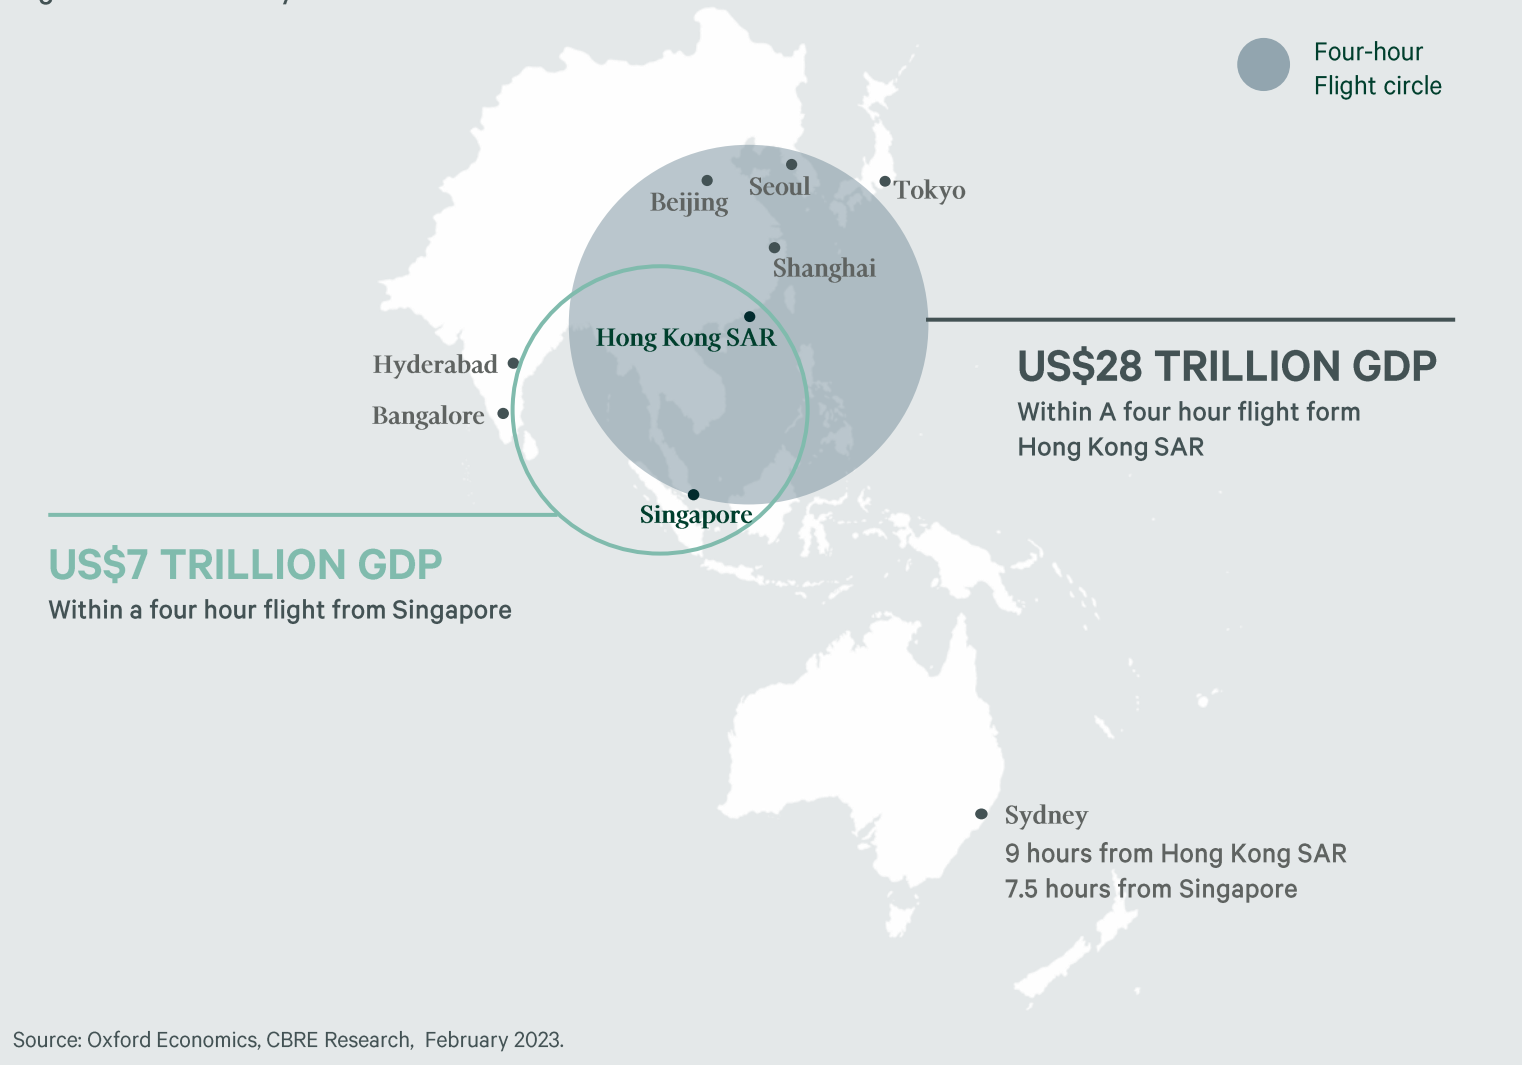 Four-hour
Flight circle
Beijing
Seoul
Tokyo
Shanghai
Hong Kong SAR
Hyderabad
Bangalore
US$28 TRILLION GDP
Within A four hour flight form
Hong Kong SAR
Singapore
US$7 TRILLION GDP
Within a four hour flight from Singapore
Sydney
9 hours from Hong Kong SAR
7.5 hours from Singapore
Source: Oxford Economics, CBRE Research,  February 2023.